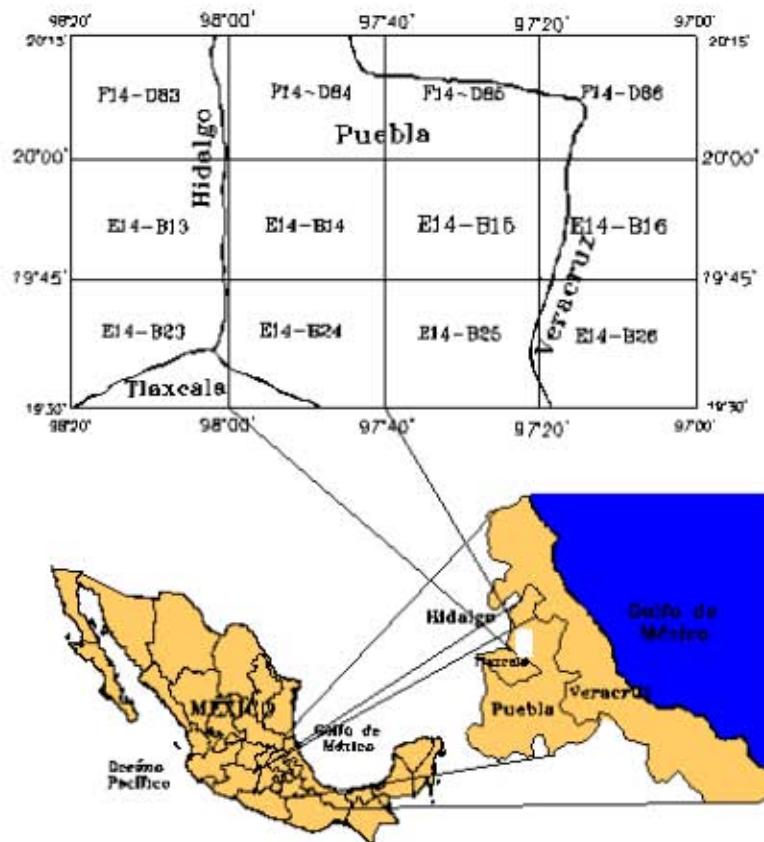 98°20' 98°00' 97°40' 97°20' 97°00'
20°15' 20°15'
F14-D83 F14-D84 F14-D85 F14-D86
Hidalgo
Puebla
20°00' 20°00'
E14-B13 E14-B14 E14-B15 E14-B16
19°45' 19°45'
Veracruz
E14-B23 E14-B24 E14-B25 E14-B26
Tlaxcala
19°30' 19°30'
98°20' 98°00' 97°40' 97°20' 97°00'
Hidalgo
Golfo de
México
Tlaxcala
MEXICO
Puebla
Veracruz
Golfo de
México
Oceáno
Pacífico